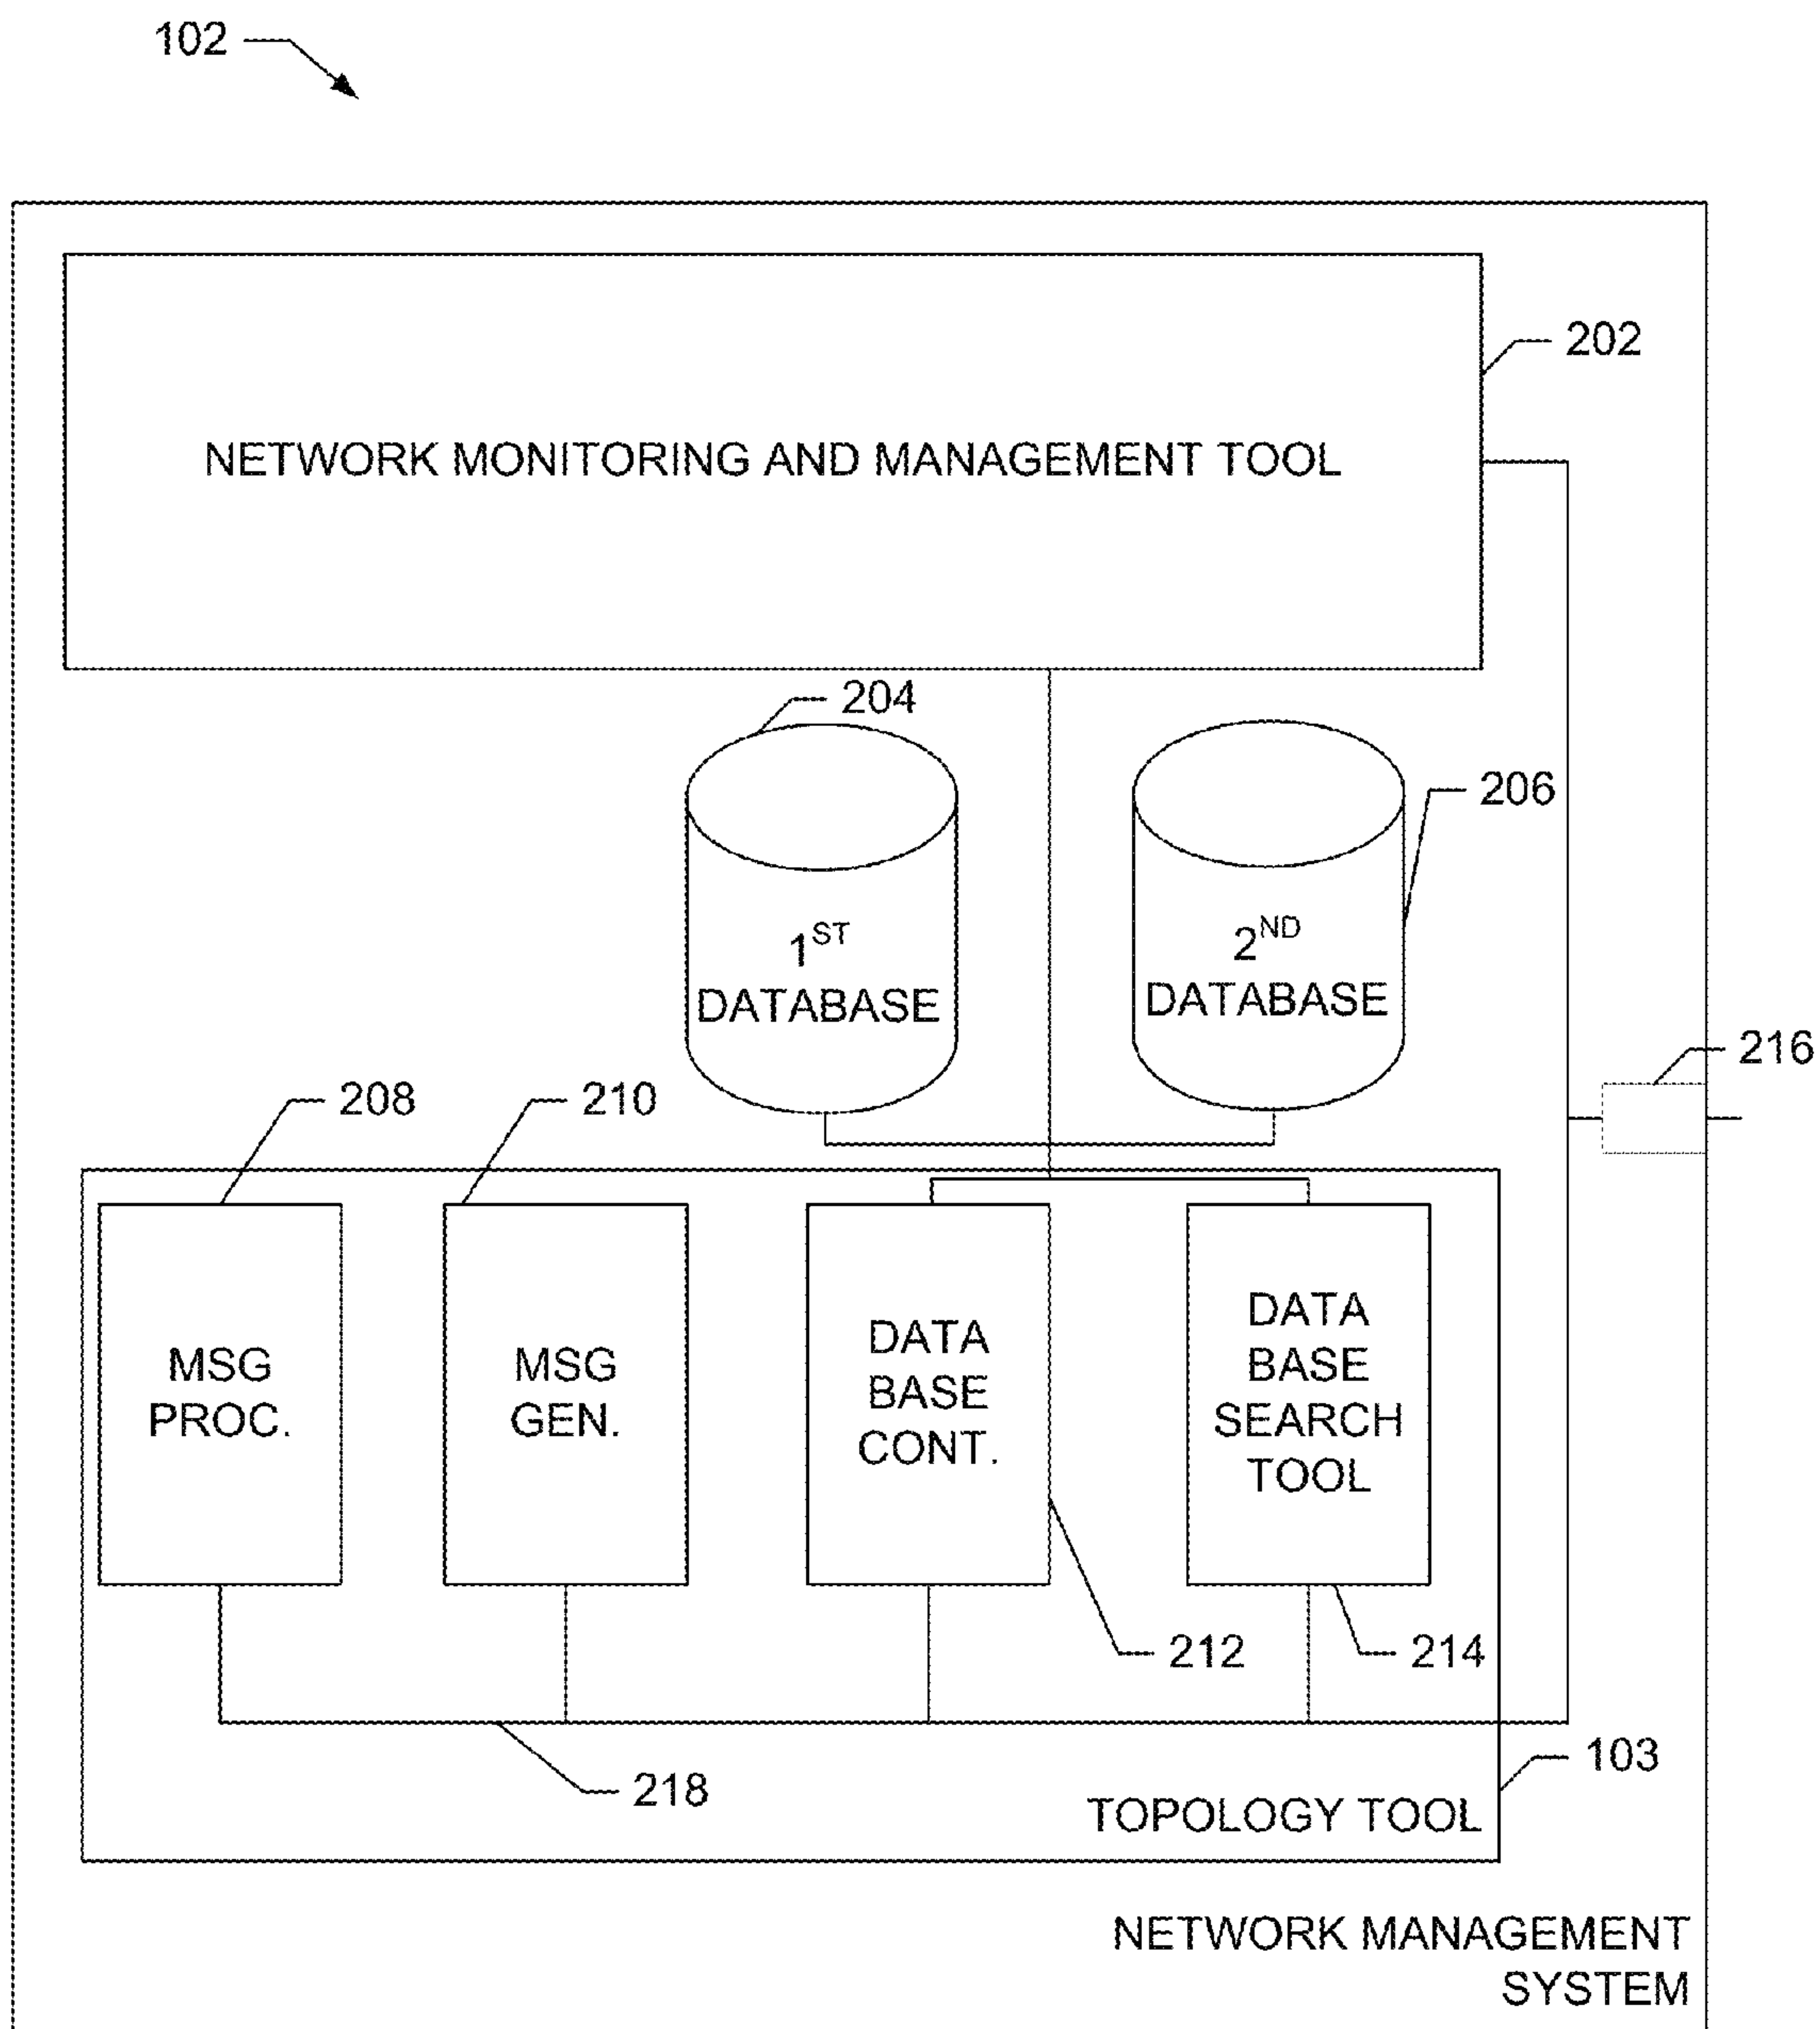 102
202
NETWORK MONITORING AND MANAGEMENT TOOL
204
206
1ST
DATABASE
2ND
DATABASE
216
208
210
MSG
PROC.
MSG
GEN.
DATA
BASE
CONT.
DATA
BASE
SEARCH
TOOL
212
214
218
103
TOPOLOGY TOOL
NETWORK MANAGEMENT
SYSTEM